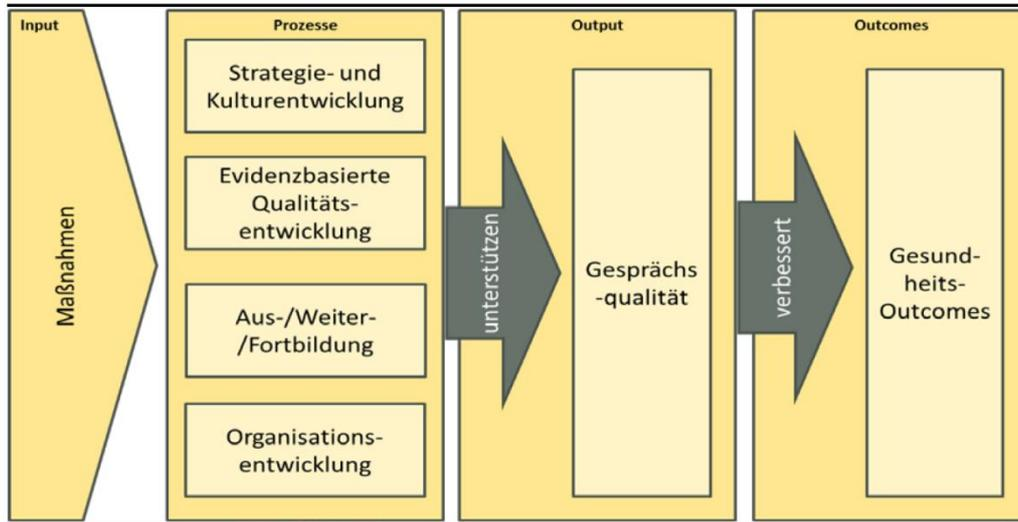 Input
Maßnahmen
Prozesse
Strategie- und
Kulturentwicklung
Evidenzbasierte
Qualitäts-
entwicklung
Aus-/Weiter-
/Fortbildung
Organisations-
entwicklung
unterstützen
Output
Gesprächs
-qualität
verbessert
Outcomes
Gesund-
heits-
Outcomes